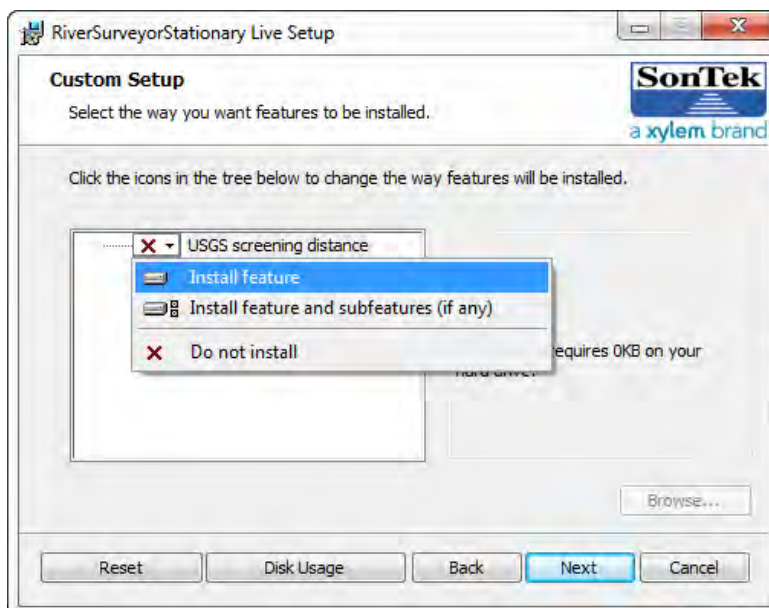 RiverSurveyorStationary Live Setup
Custom Setup
Select the way you want features to be installed.
SonTek
a xylem brand
Click the icons in the tree below to change the way features will be installed.
USGS screening distance
Install feature
Install feature and subfeatures (if any)
Do not install
requires 0KB on your
hard drive.
Browse...
Reset
Disk Usage
Back
Next
Cancel